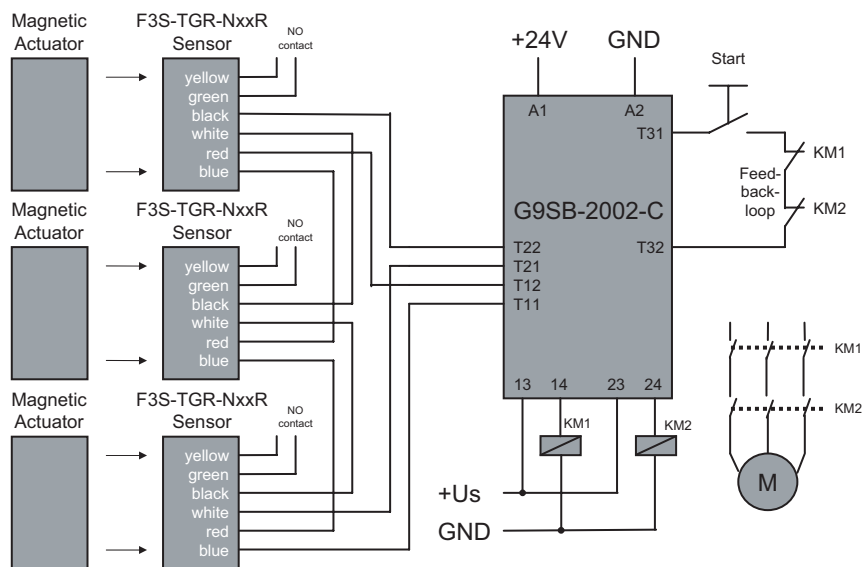 Magnetic
Actuator
F3S-TGR-NxxR
Sensor
NO
contact
yellow
green
black
white
red
blue
Magnetic
Actuator
F3S-TGR-NxxR
Sensor
NO
contact
yellow
green
black
white
red
blue
Magnetic
Actuator
F3S-TGR-NxxR
Sensor
NO
contact
yellow
green
black
white
red
blue
+24V
GND
A1
A2
T31
G9SB-2002-C
T22
T21
T12
T11
T32
13
14
23
24
KM1
KM2
+Us
GND
Start
KM1
Feed-
back-
loop
KM2
KM1
KM2
M